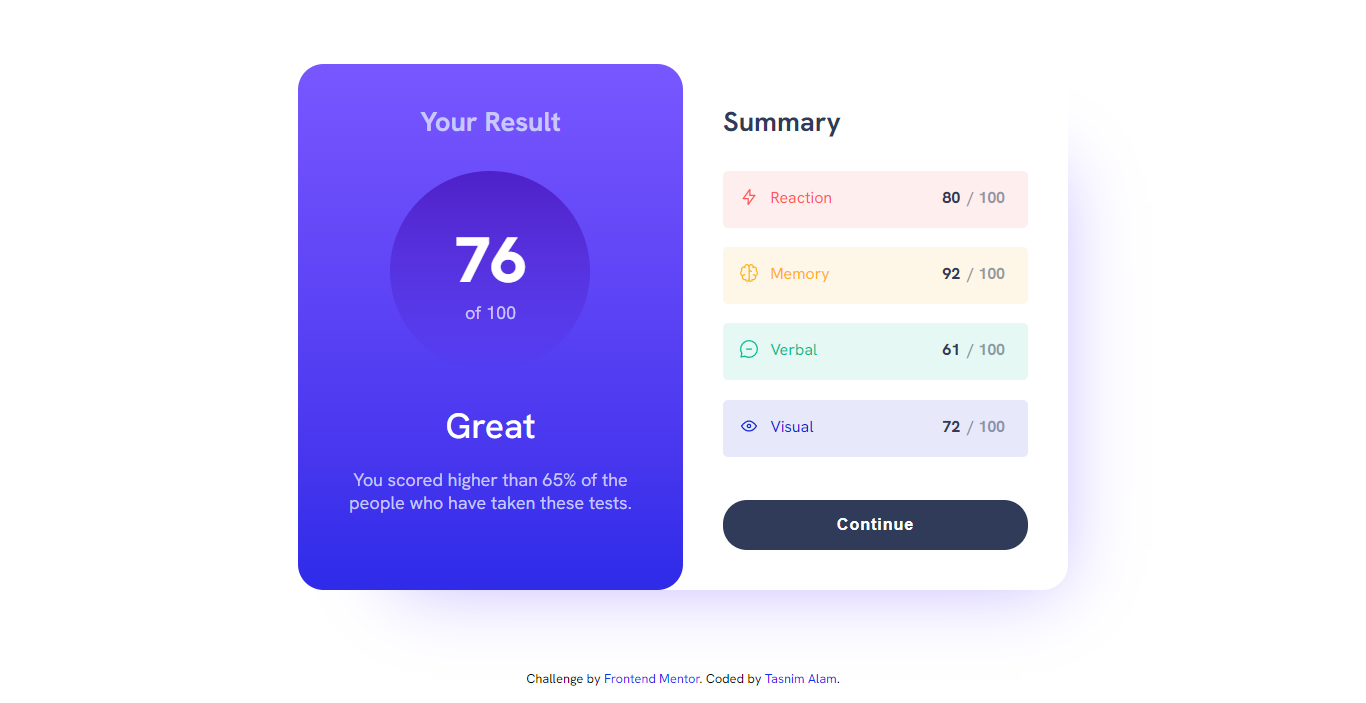 Your Result
76
of 100
Great
You scored higher than 65% of the
people who have taken these tests.
Summary
Reaction 80 / 100
Memory 92 / 100
Verbal 61 / 100
Visual 72 / 100
Continue
Challenge by Frontend Mentor. Coded by Tasnim Alam.